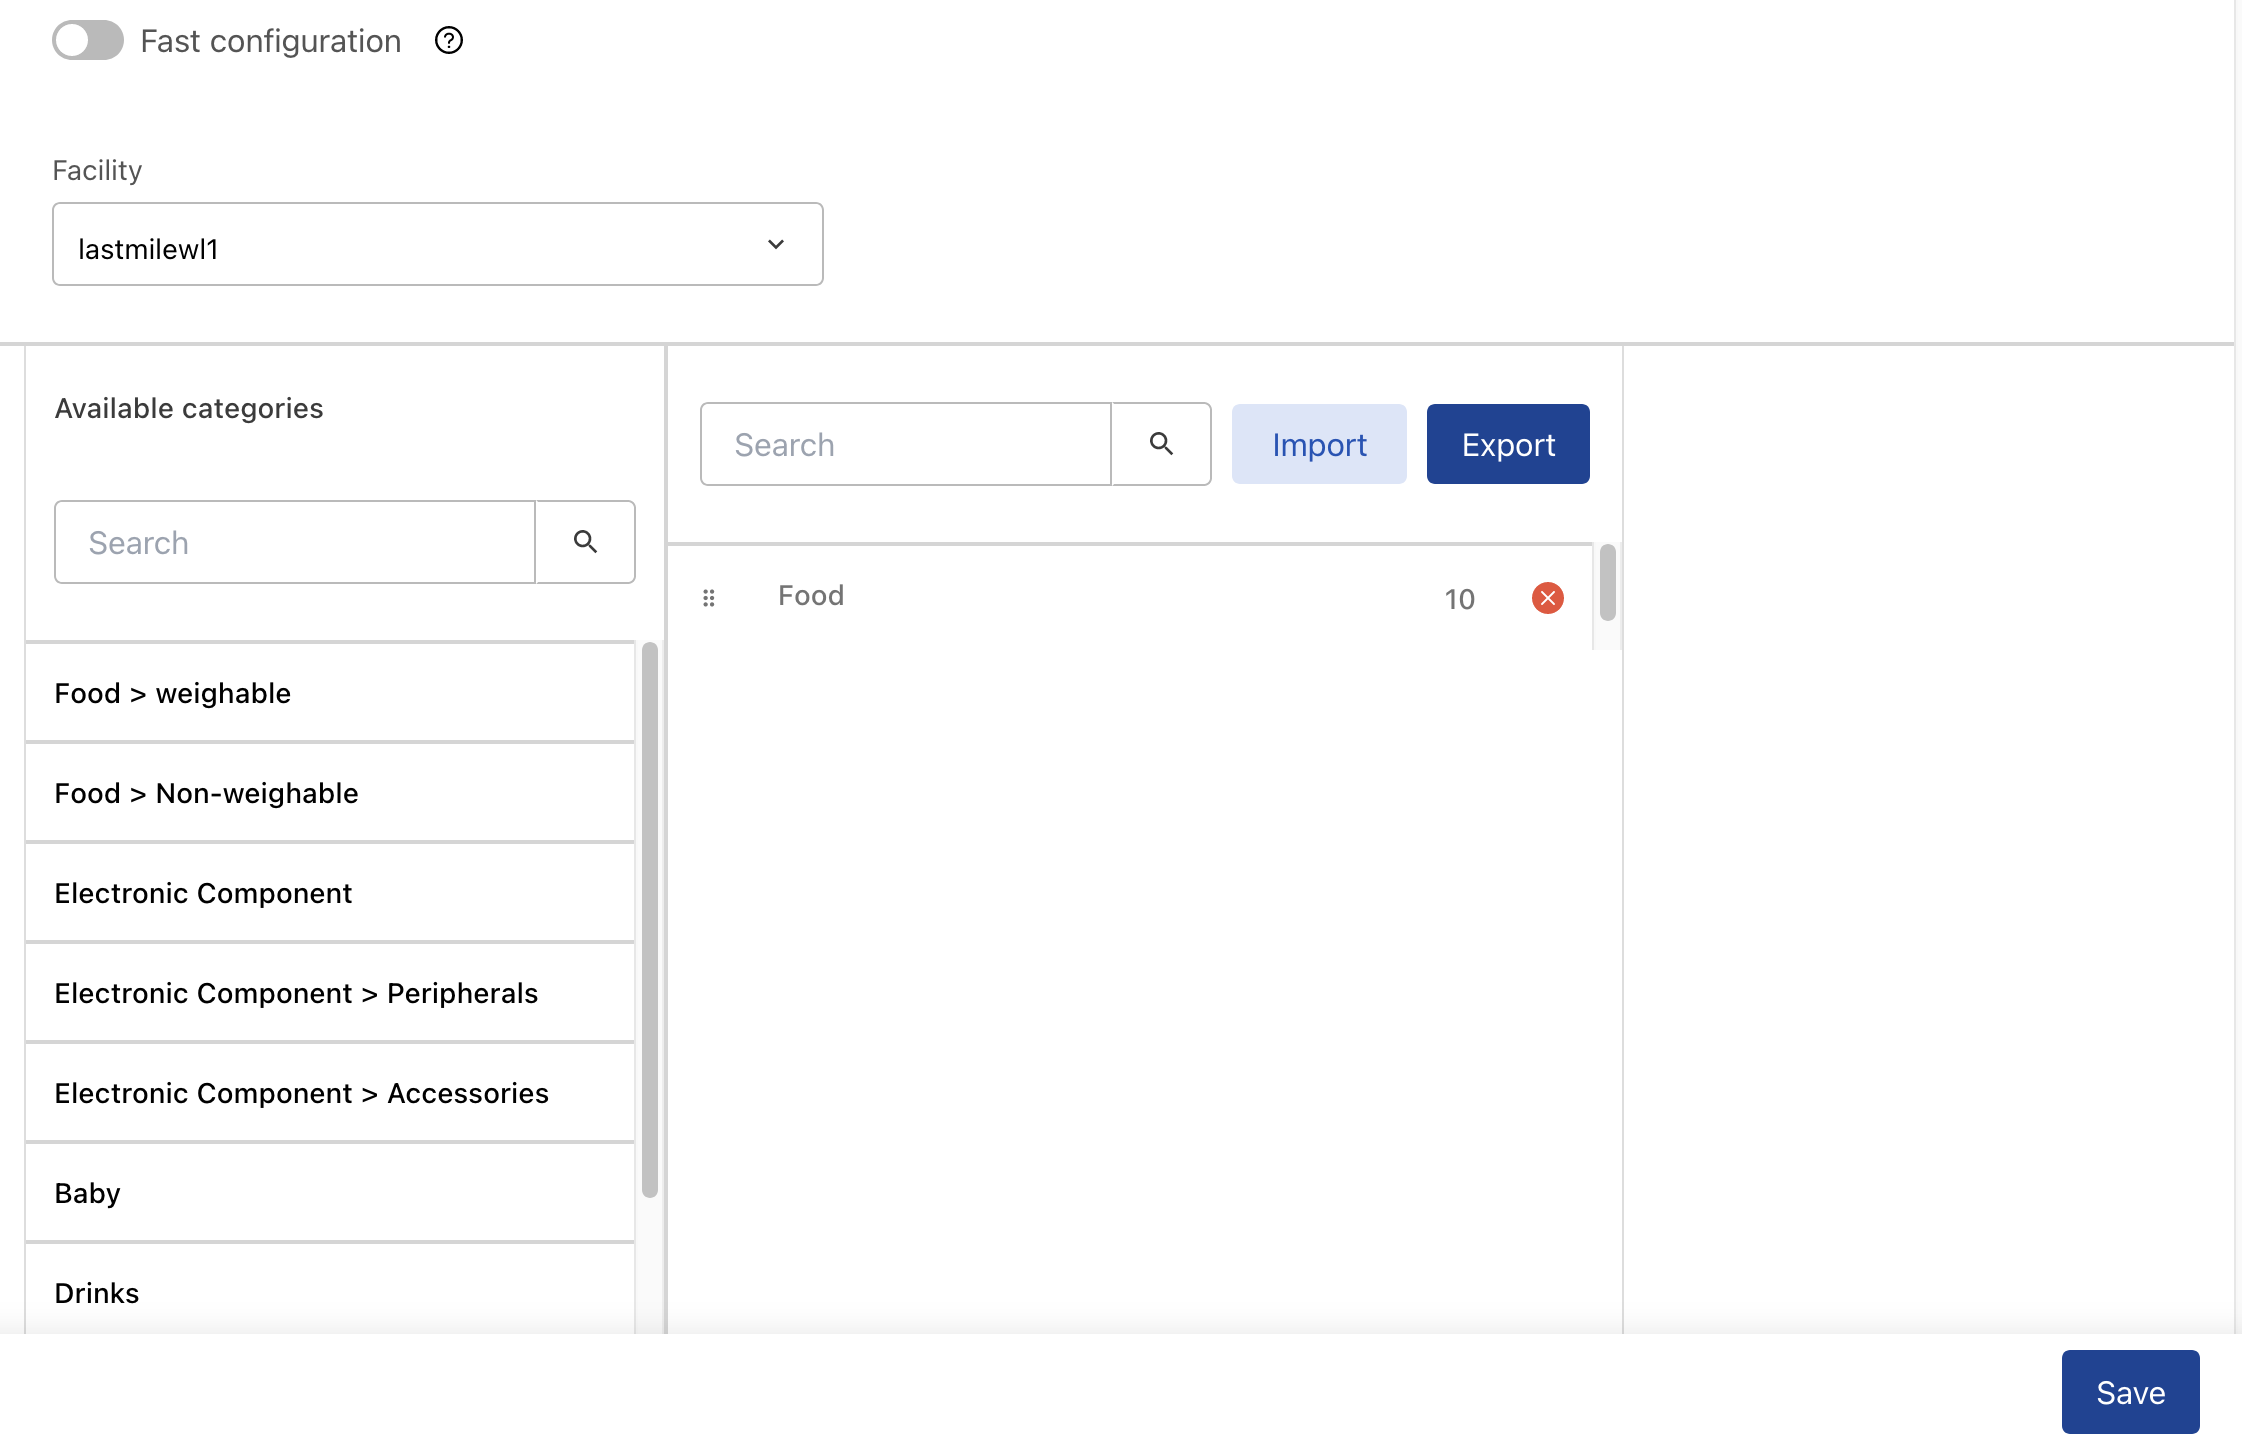 Fast configuration
Facility
lastmilewl1
Available categories
Search
Food > weighable
Food > Non-weighable
Electronic Component
Electronic Component > Peripherals
Electronic Component > Accessories
Baby
Drinks
Search
Import
Export
Food
10
Save